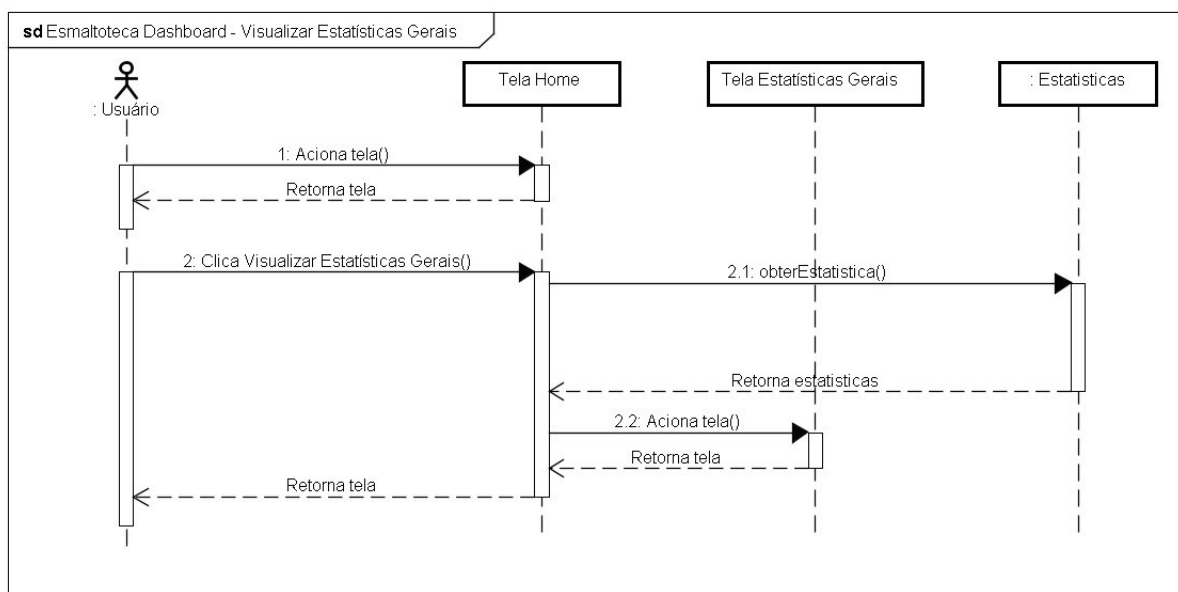 sd Esmaltoteca Dashboard - Visualizar Estatísticas Gerais
: Usuário
Tela Home
Tela Estatísticas Gerais
: Estatisticas
1: Aciona tela()
Retorna tela
2: Clica Visualizar Estatísticas Gerais()
2.1: obterEstatistica()
Retorna estatisticas
2.2: Aciona tela()
Retorna tela
Retorna tela